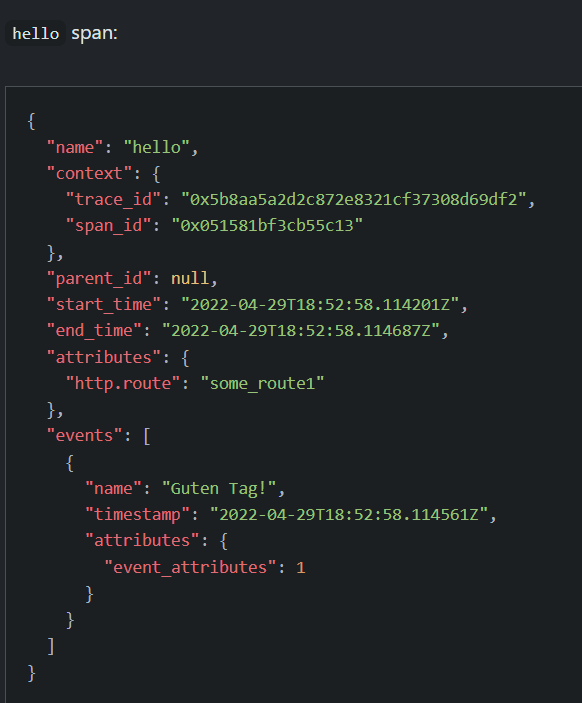 hello span:
{
  "name": "hello",
  "context": {
    "trace_id": "0x5b8aa5a2d2c872e8321cf37308d69df2",
    "span_id": "0x051581bf3cb55c13"
  },
  "parent_id": null,
  "start_time": "2022-04-29T18:52:58.114201Z",
  "end_time": "2022-04-29T18:52:58.114687Z",
  "attributes": {
    "http.route": "some_route1"
  },
  "events": [
    {
      "name": "Guten Tag!",
      "timestamp": "2022-04-29T18:52:58.114561Z",
      "attributes": {
        "event_attributes": 1
      }
    }
  ]
}